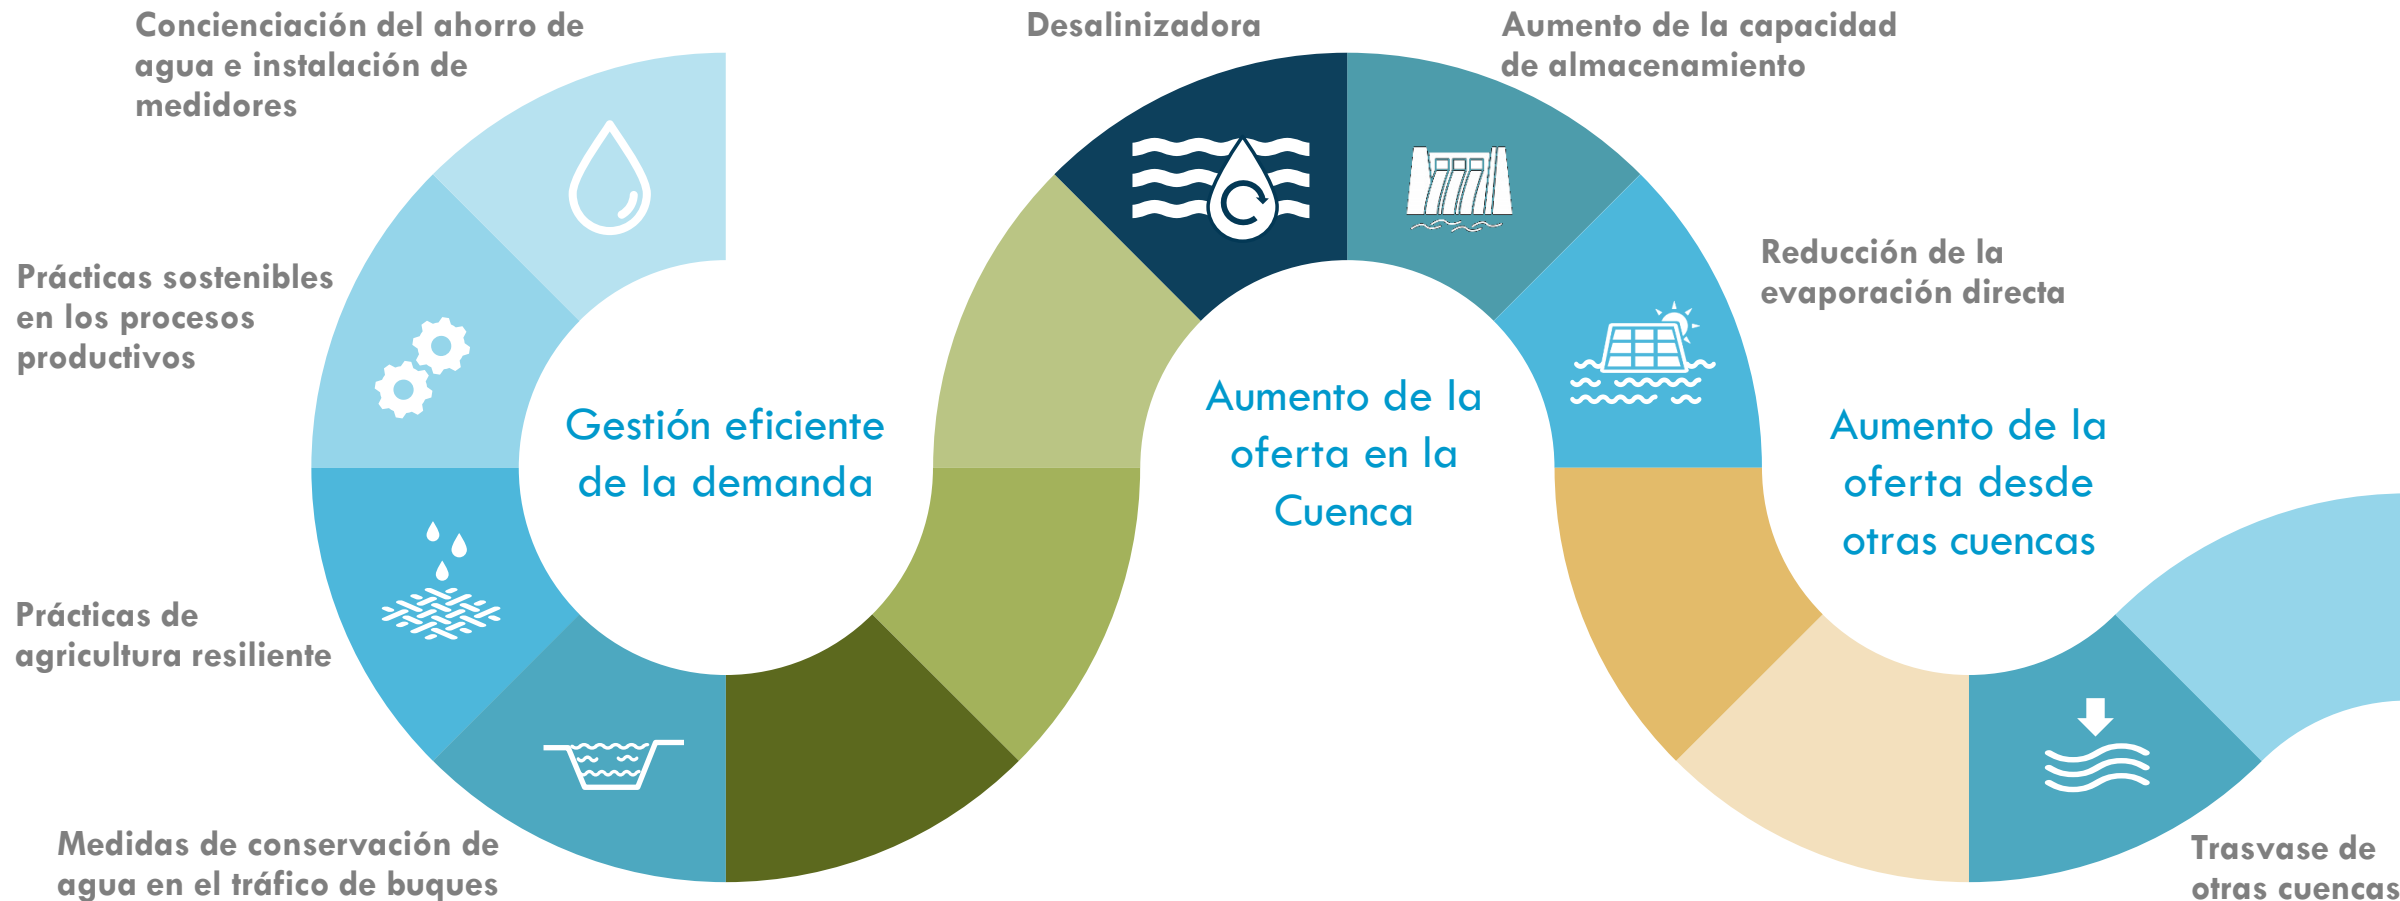 Concienciación del ahorro de
agua e instalación de
medidores
Prácticas sostenibles
en los procesos
productivos
Prácticas de
agricultura resiliente
Medidas de conservación de
agua en el tráfico de buques
Gestión eficiente
de la demanda
Desalinizadora
Aumento de la capacidad
de almacenamiento
Reducción de la
evaporación directa
Aumento de la
oferta en la
Cuenca
Aumento de la
oferta desde
otras cuencas
Trasvase de
otras cuencas